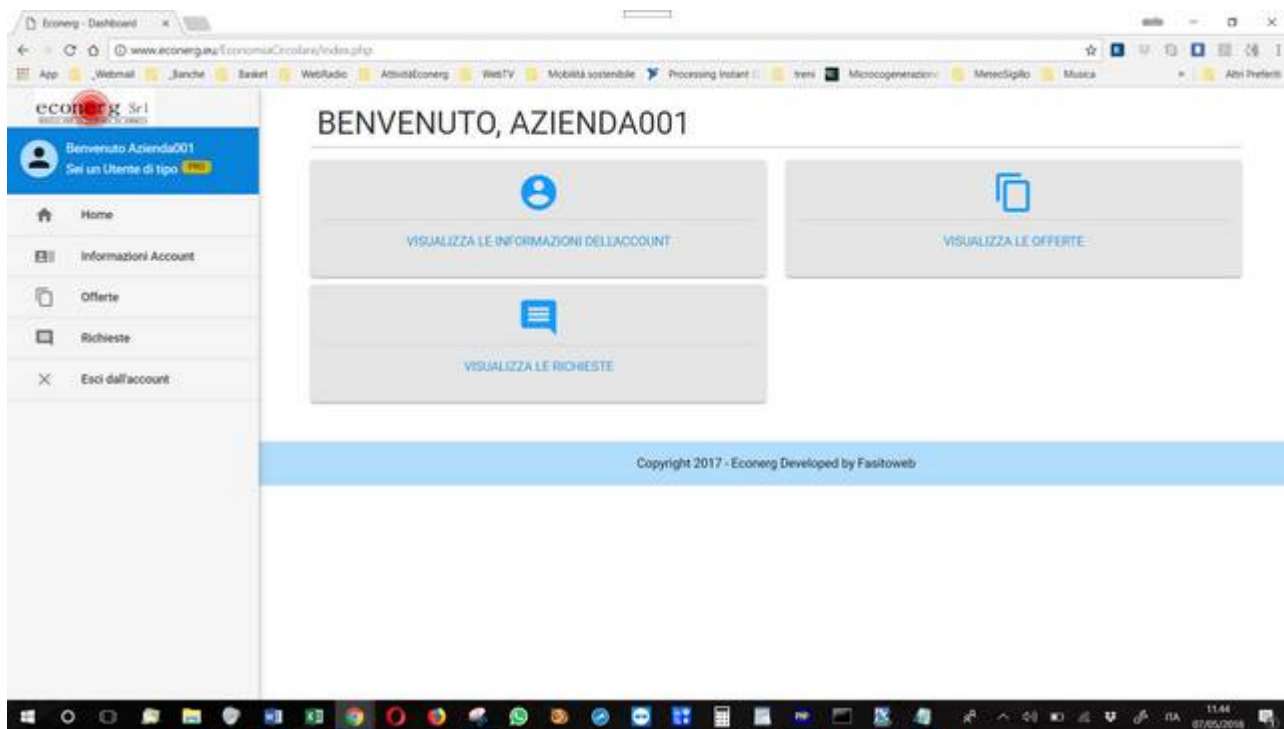 Econerg - Dashboard
www.econerg.eu/EconomiaCircolare/index.php
App
_Webmail
_Banche
Basket
WebRadio
AttivitàEconerg
WebTV
Mobilità sostenibile
Processing Instant
treni
Microcogenerazione
MeteoSigillo
Musica
Altri Preferiti
econerg Srl
Benvenuto Azienda001
Sei un Utente di tipo PRO
Home
Informazioni Account
Offerte
Richieste
Esci dall'account
BENVENUTO, AZIENDA001
VISUALIZZA LE INFORMAZIONI DELL'ACCOUNT
VISUALIZZA LE OFFERTE
VISUALIZZA LE RICHIESTE
Copyright 2017 - Econerg Developed by Fasitoweb
ITA
11.44